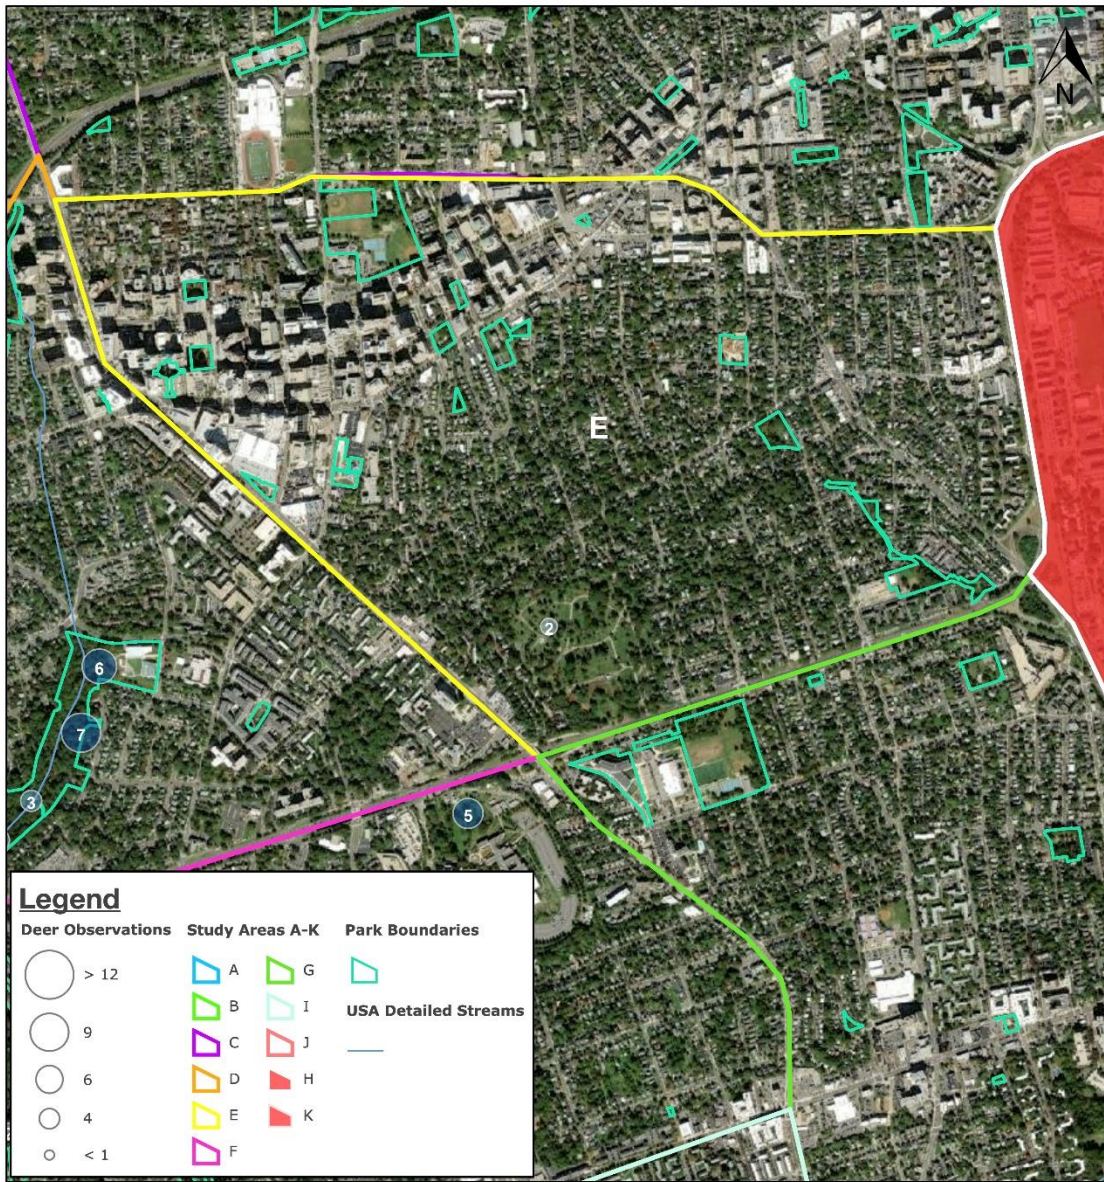 N
E
2
6
7
3
5
Legend
Deer Observations
> 12
9
6
4
< 1
Study Areas A-K
A
B
C
D
E
F
G
I
J
H
K
Park Boundaries
USA Detailed Streams